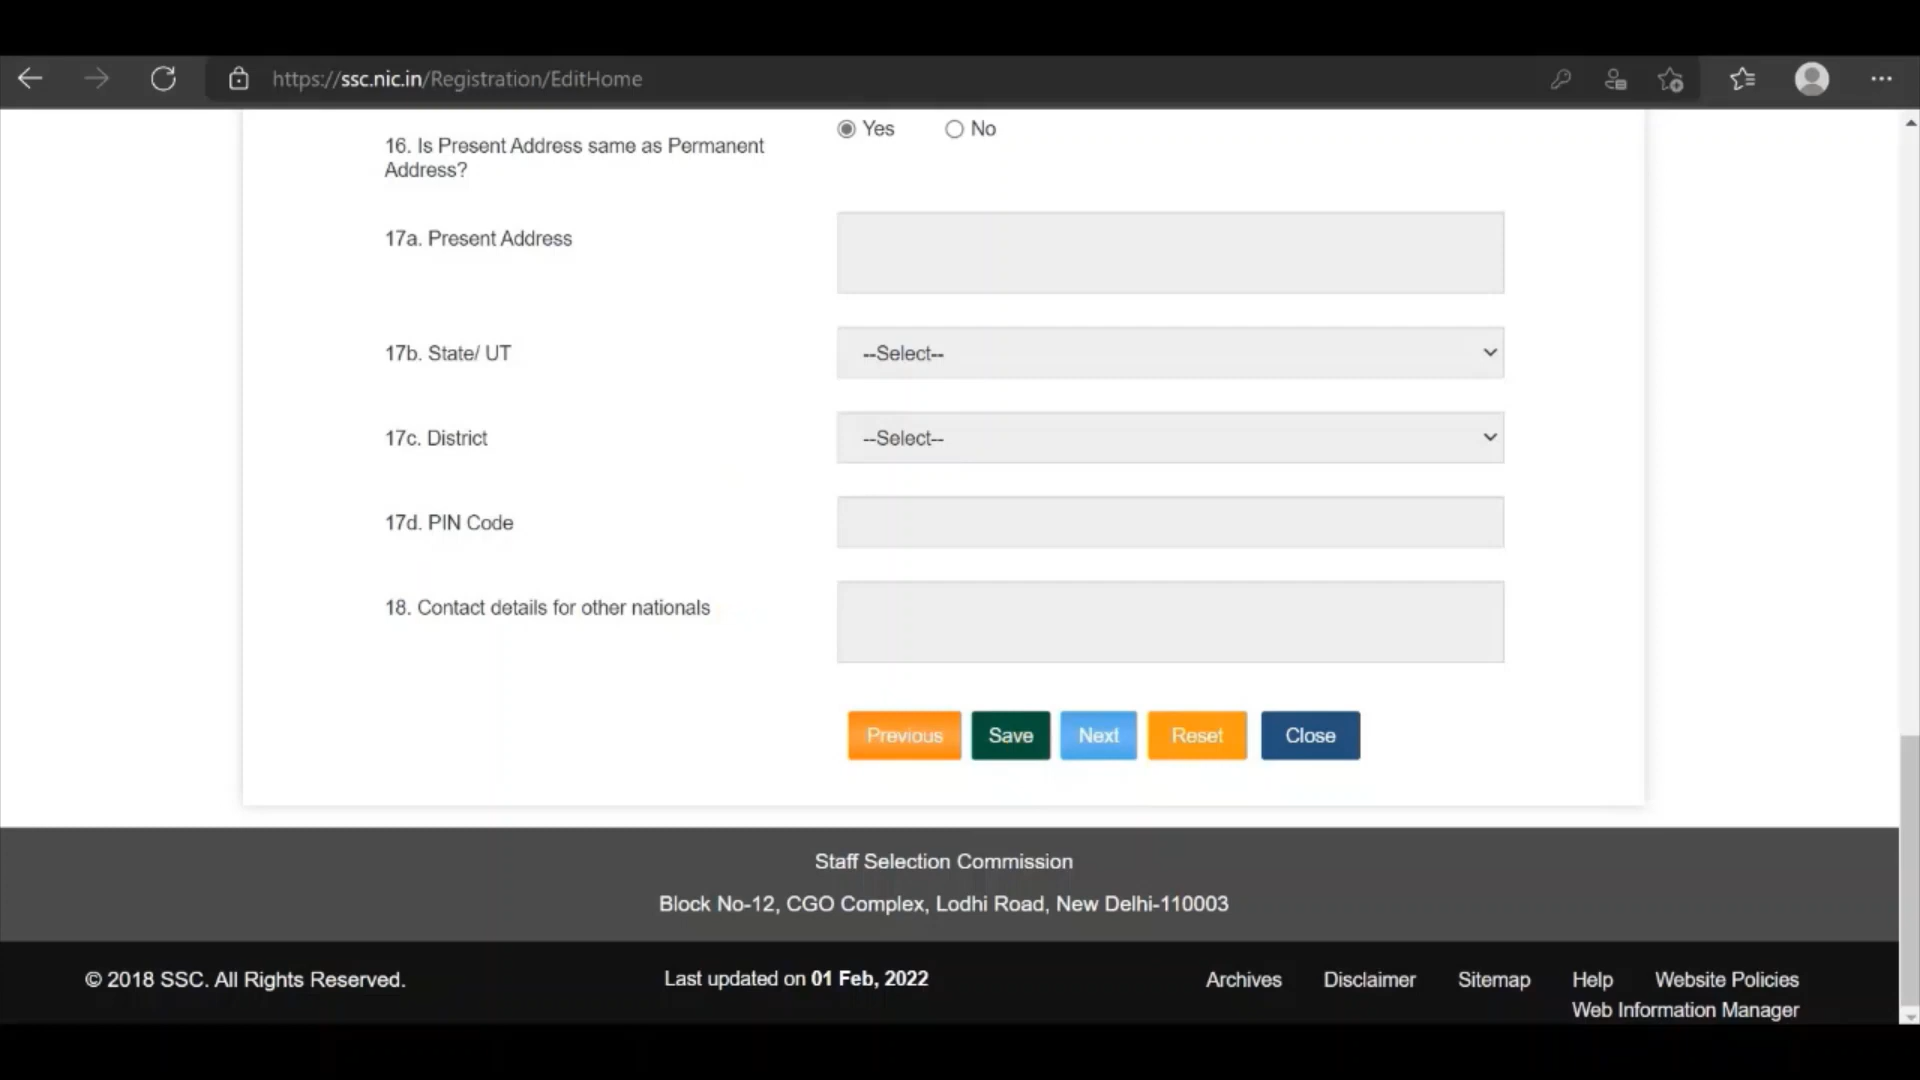 https://ssc.nic.in/Registration/EditHome
16. Is Present Address same as Permanent
Address?
Yes No
17a. Present Address
17b. State/ UT
--Select--
17c. District
--Select--
17d. PIN Code
18. Contact details for other nationals
Previous Save Next Reset Close
Staff Selection Commission
Block No-12, CGO Complex, Lodhi Road, New Delhi-110003
© 2018 SSC. All Rights Reserved. Last updated on 01 Feb, 2022 Archives Disclaimer Sitemap Help Website Policies
Web Information Manager